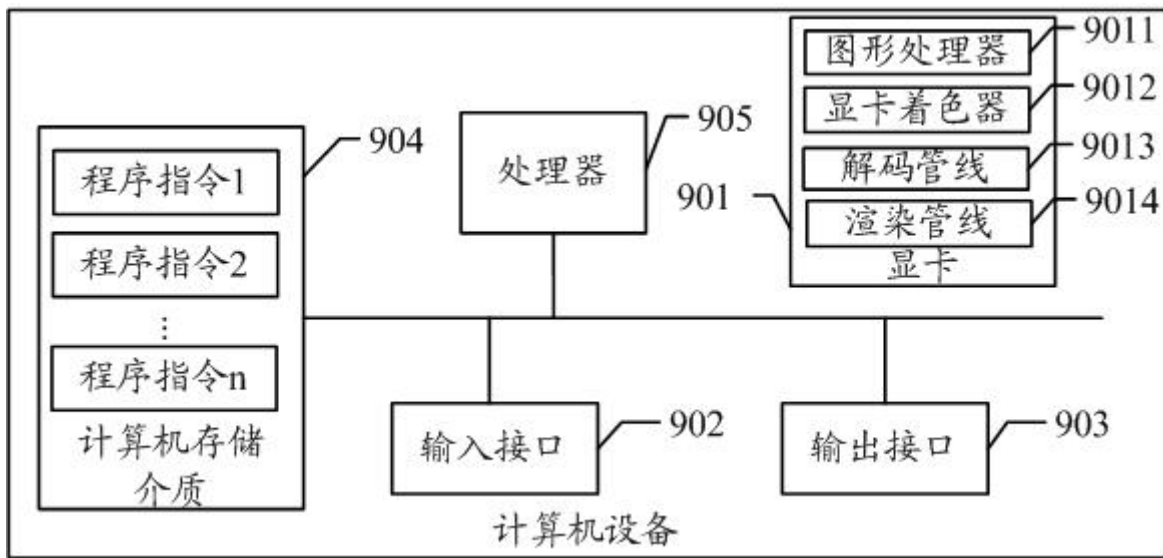 程序指令1
程序指令2
⋮
程序指令n
计算机存储
介质
904
处理器
905
图形处理器
9011
显卡着色器
9012
解码管线
9013
渲染管线
9014
显卡
901
输入接口
902
输出接口
903
计算机设备